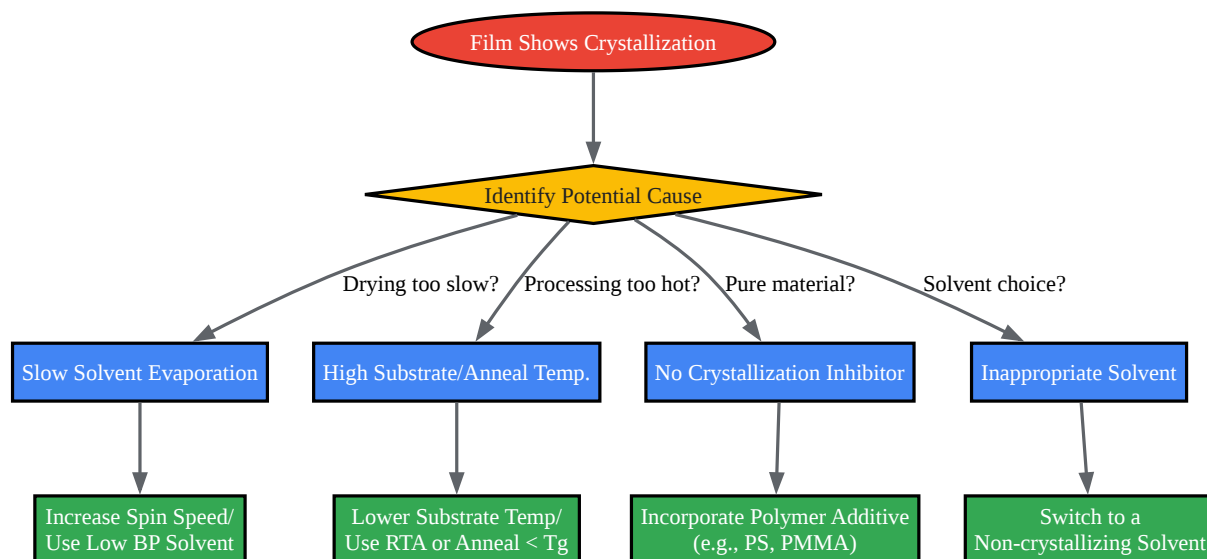 Film Shows Crystallization
Identify Potential Cause
Drying too slow?
Processing too hot?
Pure material?
Solvent choice?
Slow Solvent Evaporation
High Substrate/Anneal Temp.
No Crystallization Inhibitor
Inappropriate Solvent
Increase Spin Speed/
Use Low BP Solvent
Lower Substrate Temp/
Use RTA or Anneal < Tg
Incorporate Polymer Additive
(e.g., PS, PMMA)
Switch to a
Non-crystallizing Solvent